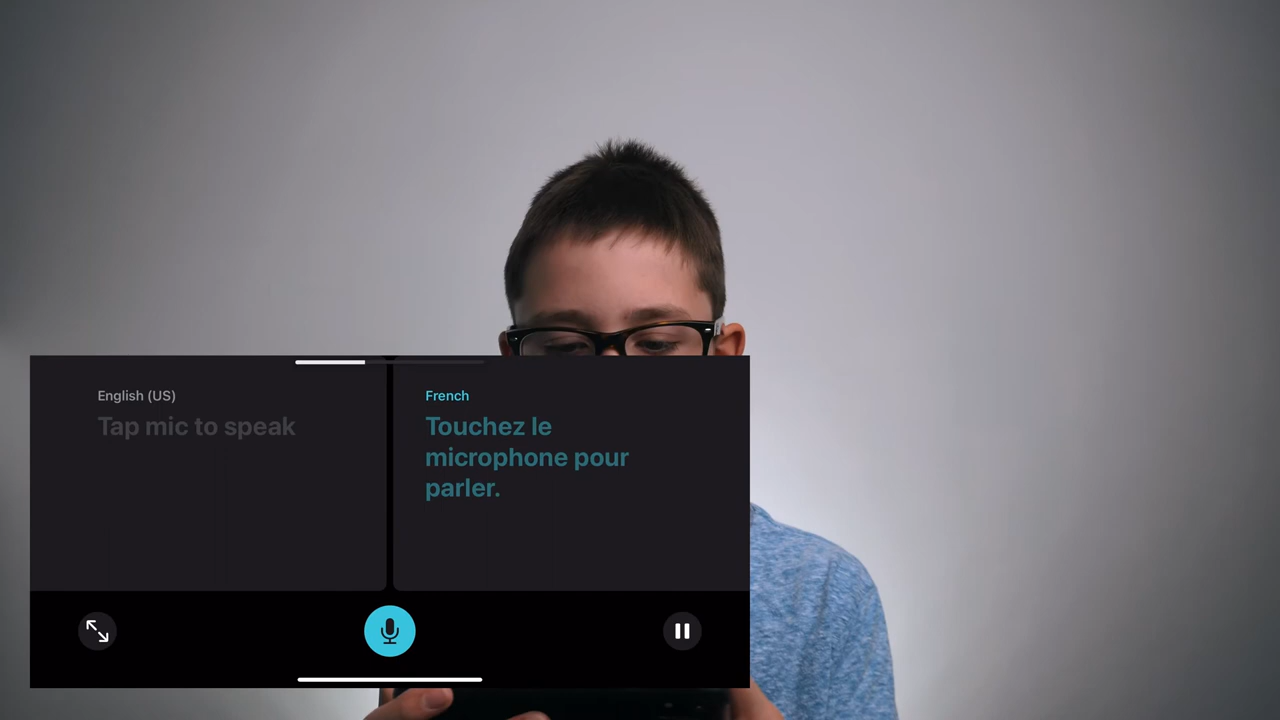 English (US)
Tap mic to speak
French
Touchez le
microphone pour
parler.